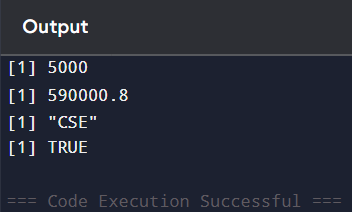 Output
[1] 5000
[1] 590000.8
[1] "CSE"
[1] TRUE
=== Code Execution Successful ===